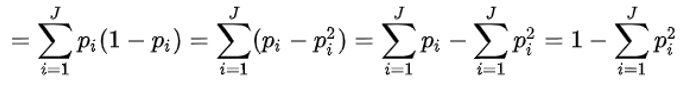 $= \sum_{i=1}^{J} p_i(1 - p_i) = \sum_{i=1}^{J} (p_i - p_i^2) = \sum_{i=1}^{J} p_i - \sum_{i=1}^{J} p_i^2 = 1 - \sum_{i=1}^{J} p_i^2$